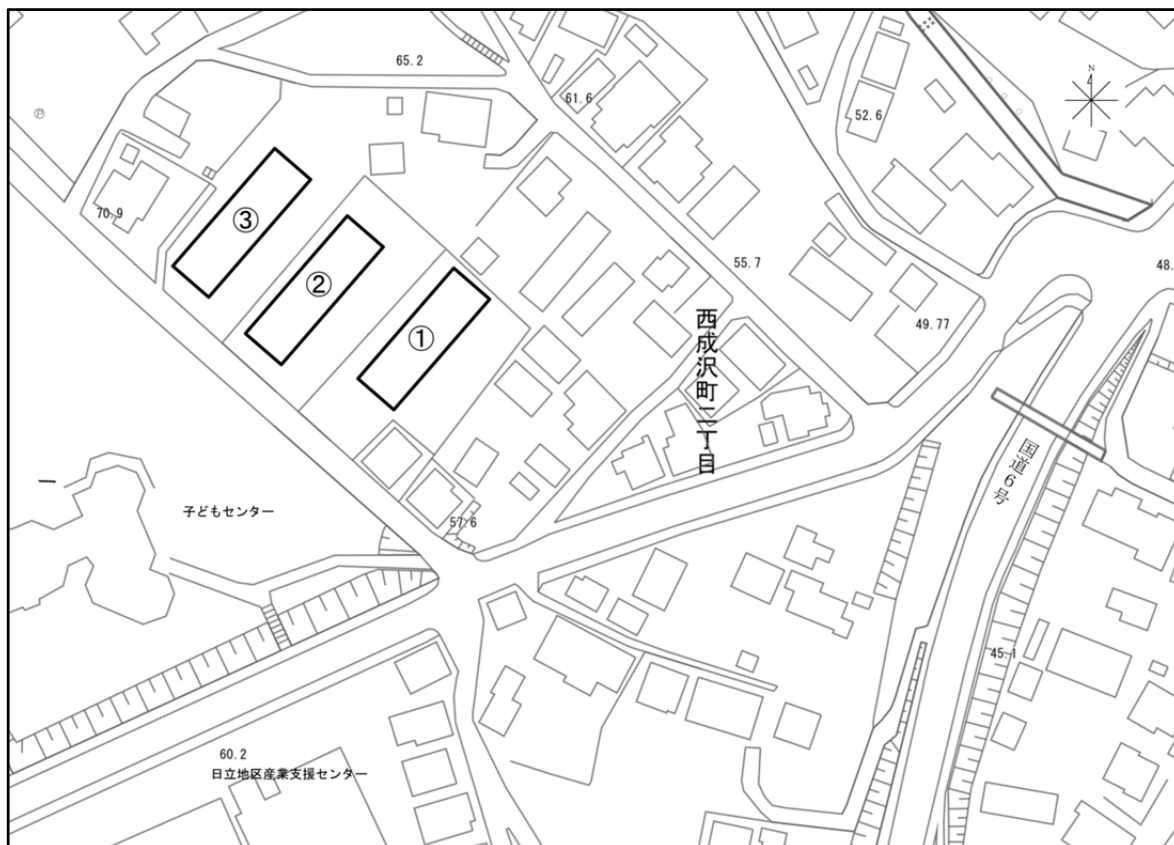 65.2
61.6
52.6
N
Ⓟ
70.9
③
②
①
55.7
48.
49.77
西成沢町二丁目
国道6号
子どもセンター
57.6
45.1
60.2
日立地区産業支援センター